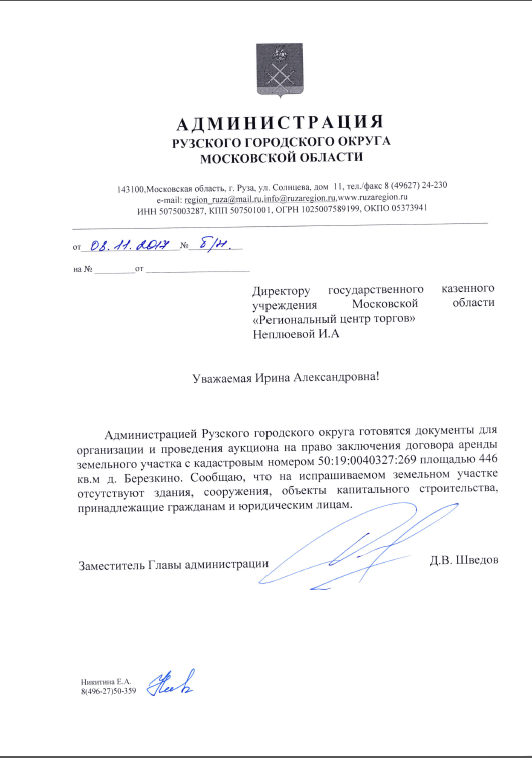 АДМИНИСТРАЦИЯ
РУЗСКОГО ГОРОДСКОГО ОКРУГА
МОСКОВСКОЙ ОБЛАСТИ
143100,Московская область, г. Руза, ул. Солнцева, дом 11, тел./факс 8 (49627) 24-230
e-mail: region_ruza@mail.ru,info@ruzaregion.ru,www.ruzaregion.ru
ИНН 5075003287, КПП 507501001, ОГРН 1025007589199, ОКПО 05373941
от 08.11.2017 № б/н.
на № от
Директору государственного казенного
учреждения Московской области
«Региональный центр торгов»
Неплюевой И.А
Уважаемая Ирина Александровна!
Администрацией Рузского городского округа готовятся документы для
организации и проведения аукциона на право заключения договора аренды
земельного участка с кадастровым номером 50:19:0040327:269 площадью 446
кв.м д. Березкино. Сообщаю, что на испрашиваемом земельном участке
отсутствуют здания, сооружения, объекты капитального строительства,
принадлежащие гражданам и юридическим лицам.
Заместитель Главы администрации Д.В. Шведов
Никитина Е.А.
8(496-27)50-359